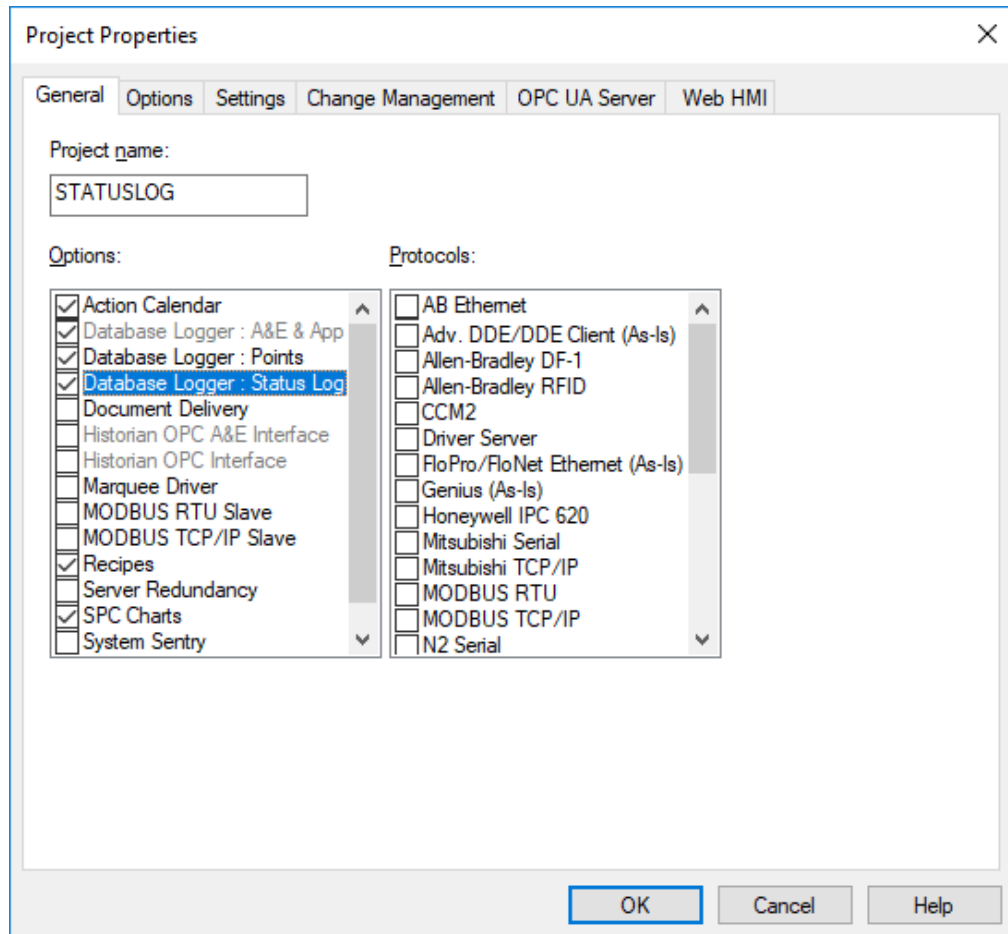 Project Properties
General Options Settings Change Management OPC UA Server Web HMI
Project name:
STATUSLOG
Options:
Action Calendar
Database Logger : A&E & App
Database Logger : Points
Database Logger : Status Log
Document Delivery
Historian OPC A&E Interface
Historian OPC Interface
Marquee Driver
MODBUS RTU Slave
MODBUS TCP/IP Slave
Recipes
Server Redundancy
SPC Charts
System Sentry
Protocols:
AB Ethernet
Adv. DDE/DDE Client (As-Is)
Allen-Bradley DF-1
Allen-Bradley RFID
CCM2
Driver Server
FloPro/FloNet Ethernet (As-Is)
Genius (As-Is)
Honeywell IPC 620
Mitsubishi Serial
Mitsubishi TCP/IP
MODBUS RTU
MODBUS TCP/IP
N2 Serial
OK Cancel Help